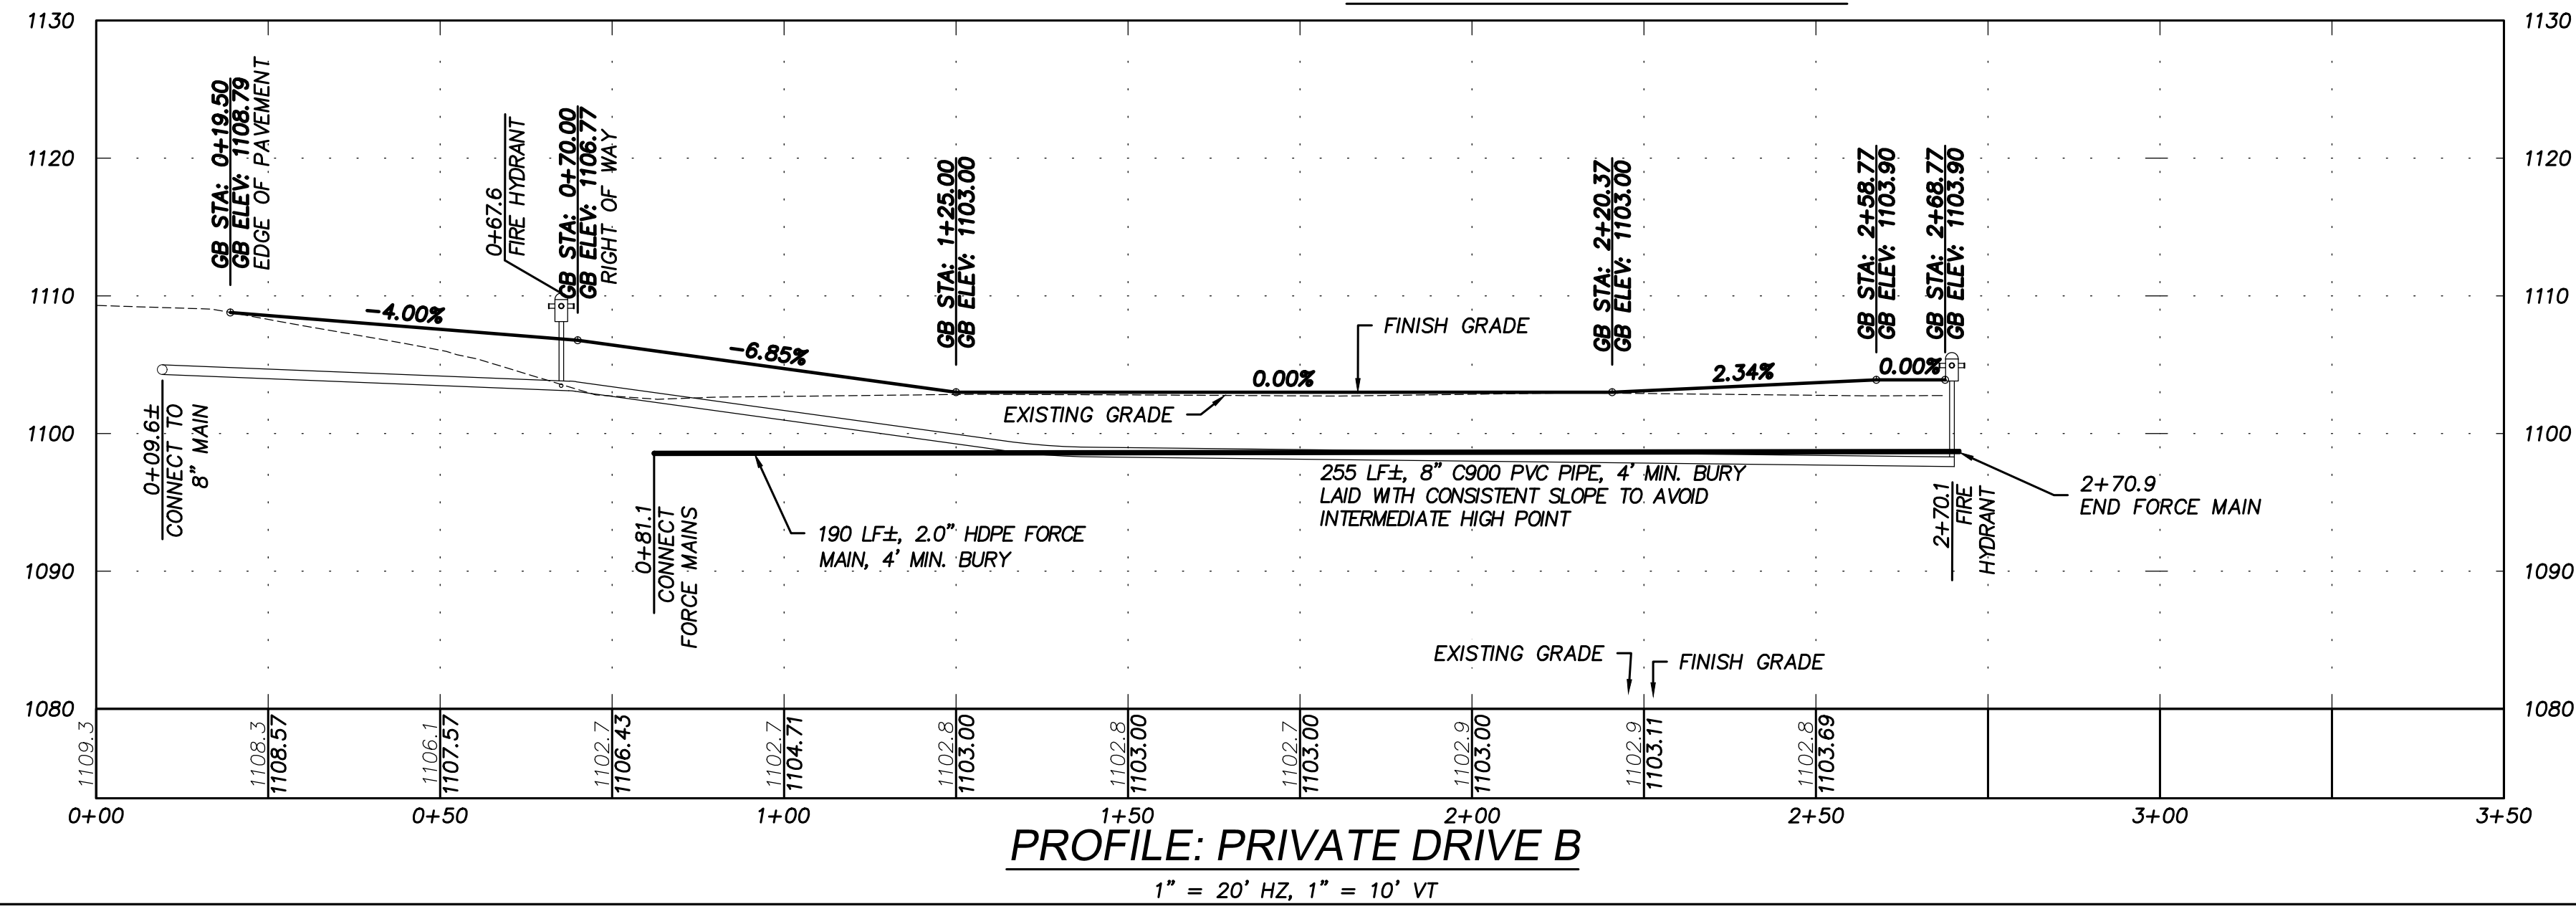 1130
1130
1120
1120
1110
1110
1100
1100
1090
1090
1080
1080
GB STA: 0+19.50
GB ELEV: 1108.79
EDGE OF PAVEMENT
0+67.6
FIRE HYDRANT
GB STA: 0+70.00
GB ELEV: 1106.77
RIGHT OF WAY
GB STA: 1+25.00
GB ELEV: 1103.00
GB STA: 2+20.37
GB ELEV: 1103.00
GB STA: 2+58.77
GB ELEV: 1103.90
GB STA: 2+68.77
GB ELEV: 1103.90
-4.00%
-6.85%
0.00%
2.34%
0.00%
FINISH GRADE
EXISTING GRADE
0+09.6±
CONNECT TO
8" MAIN
0+81.1
CONNECT
FORCE MAINS
190 LF±, 2.0" HDPE FORCE
MAIN, 4' MIN. BURY
255 LF±, 8" C900 PVC PIPE, 4' MIN. BURY
LAID WITH CONSISTENT SLOPE TO AVOID
INTERMEDIATE HIGH POINT
2+70.1
FIRE
HYDRANT
2+70.9
END FORCE MAIN
EXISTING GRADE
FINISH GRADE
1109.3
1108.3
1108.57
1106.1
1107.57
1102.7
1106.43
1102.7
1104.71
1102.8
1103.00
1102.8
1103.00
1102.7
1103.00
1102.9
1103.00
1102.9
1103.11
1102.8
1103.69
0+00
0+50
1+00
1+50
2+00
2+50
3+00
3+50
PROFILE: PRIVATE DRIVE B
1" = 20' HZ, 1" = 10' VT